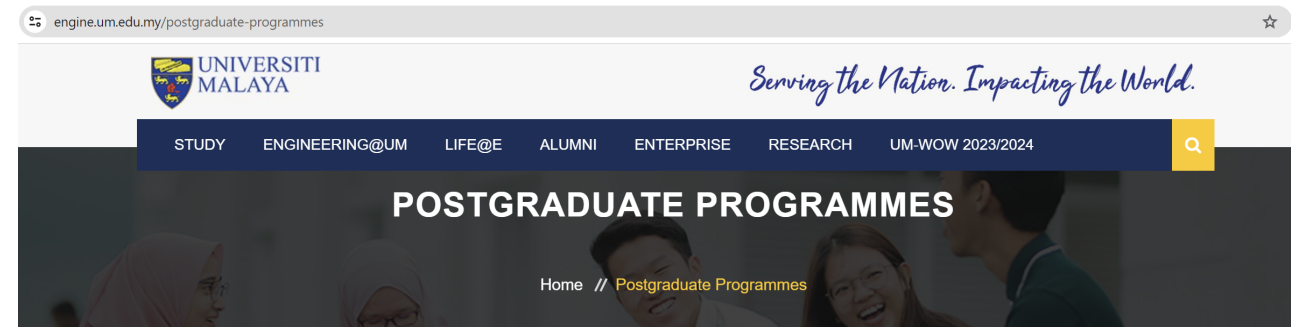 engine.um.edu.my/postgraduate-programmes
UNIVERSITI
MALAYA
Serving the Nation. Impacting the World.
STUDY ENGINEERING@UM LIFE@E ALUMNI ENTERPRISE RESEARCH UM-WOW 2023/2024
POSTGRADUATE PROGRAMMES
Home // Postgraduate Programmes